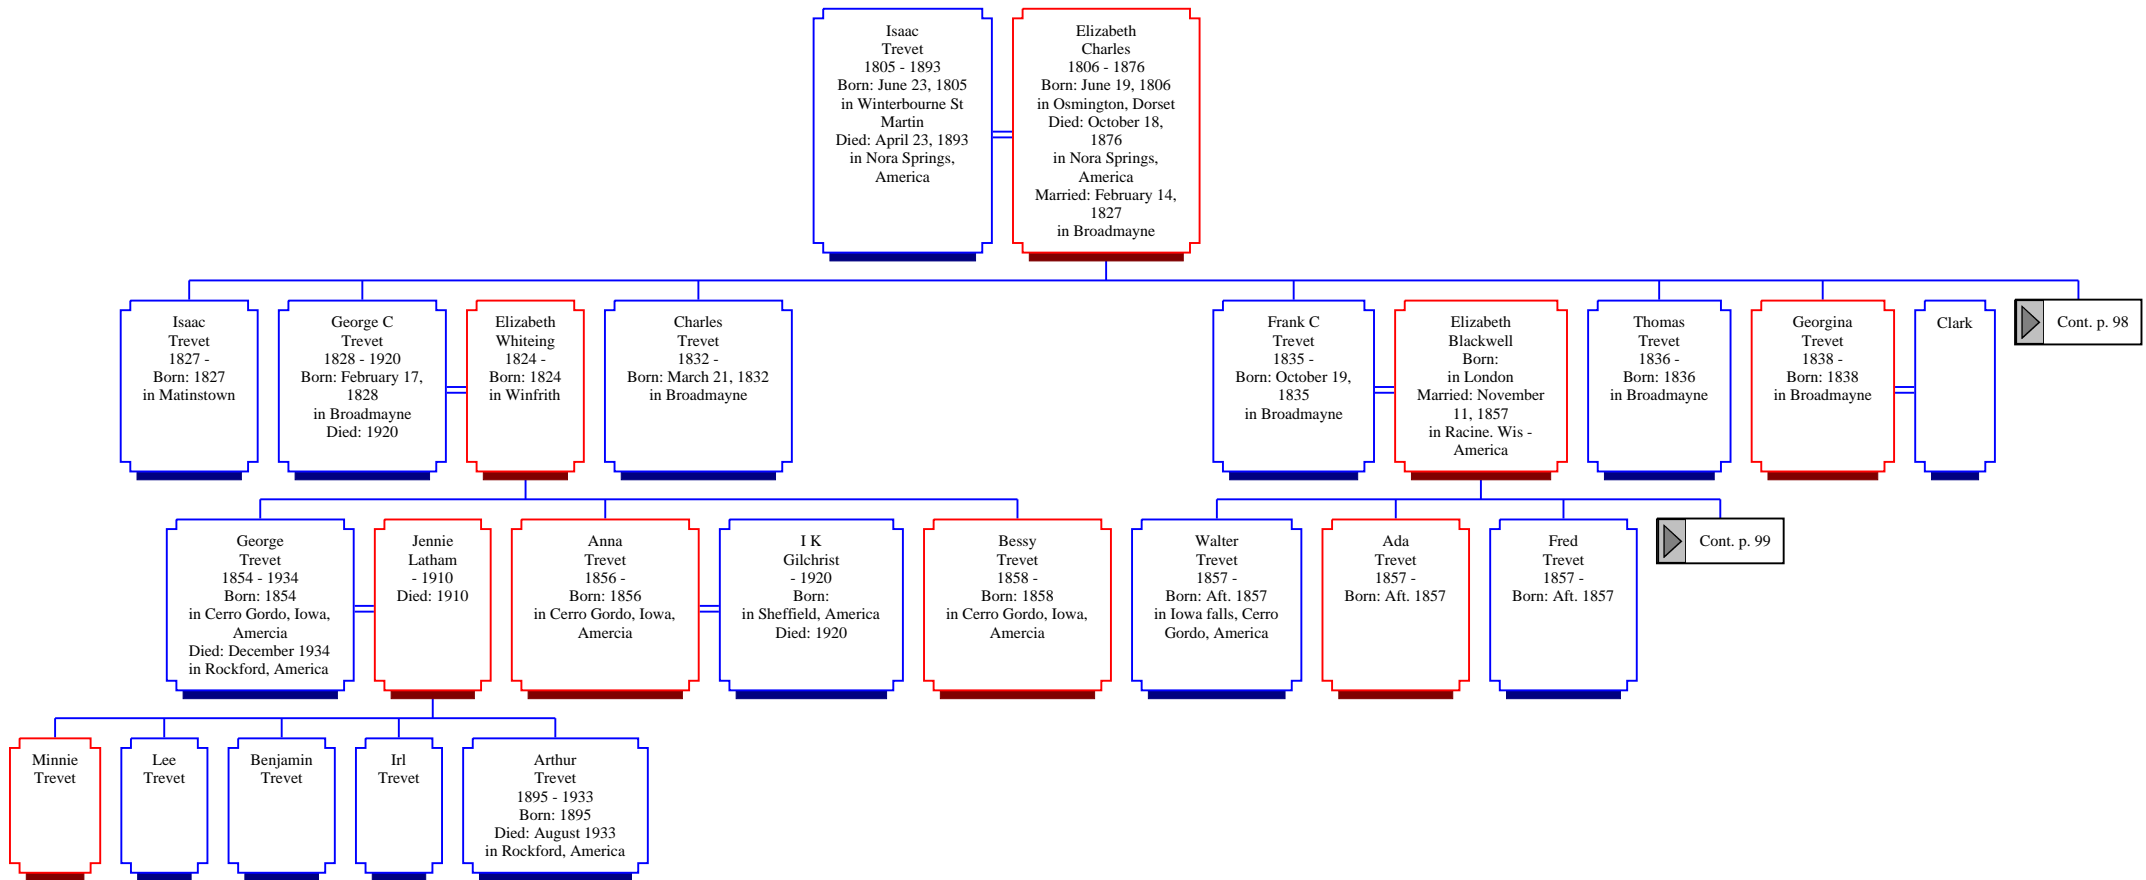 Isaac
Trevet
1805 - 1893
Born: June 23, 1805
in Winterbourne St
Martin
Died: April 23, 1893
in Nora Springs,
America
Elizabeth
Charles
1806 - 1876
Born: June 19, 1806
in Osmington, Dorset
Died: October 18,
1876
in Nora Springs,
America
Married: February 14,
1827
in Broadmayne
Isaac
Trevet
1827 -
Born: 1827
in Matinstown
George C
Trevet
1828 - 1920
Born: February 17,
1828
in Broadmayne
Died: 1920
Elizabeth
Whiteing
1824 -
Born: 1824
in Winfrith
Charles
Trevet
1832 -
Born: March 21, 1832
in Broadmayne
Frank C
Trevet
1835 -
Born: October 19,
1835
in Broadmayne
Elizabeth
Blackwell
Born:
in London
Married: November
11, 1857
in Racine. Wis -
America
Thomas
Trevet
1836 -
Born: 1836
in Broadmayne
Georgina
Trevet
1838 -
Born: 1838
in Broadmayne
Clark
Cont. p. 98
George
Trevet
1854 - 1934
Born: 1854
in Cerro Gordo, Iowa,
Amercia
Died: December 1934
in Rockford, America
Jennie
Latham
- 1910
Died: 1910
Anna
Trevet
1856 -
Born: 1856
in Cerro Gordo, Iowa,
Amercia
I K
Gilchrist
- 1920
Born:
in Sheffield, America
Died: 1920
Bessy
Trevet
1858 -
Born: 1858
in Cerro Gordo, Iowa,
Amercia
Walter
Trevet
1857 -
Born: Aft. 1857
in Iowa falls, Cerro
Gordo, America
Ada
Trevet
1857 -
Born: Aft. 1857
Fred
Trevet
1857 -
Born: Aft. 1857
Cont. p. 99
Minnie
Trevet
Lee
Trevet
Benjamin
Trevet
Irl
Trevet
Arthur
Trevet
1895 - 1933
Born: 1895
Died: August 1933
in Rockford, America